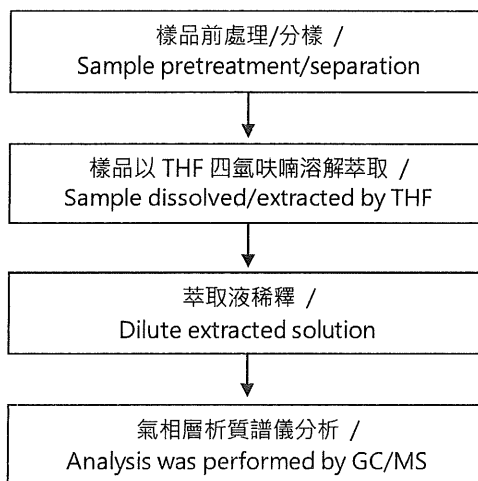 樣品前處理/分樣 /
Sample pretreatment/separation
樣品以 THF 四氫呋喃溶解萃取 /
Sample dissolved/extracted by THF
萃取液稀釋 /
Dilute extracted solution
氣相層析質譜儀分析 /
Analysis was performed by GC/MS